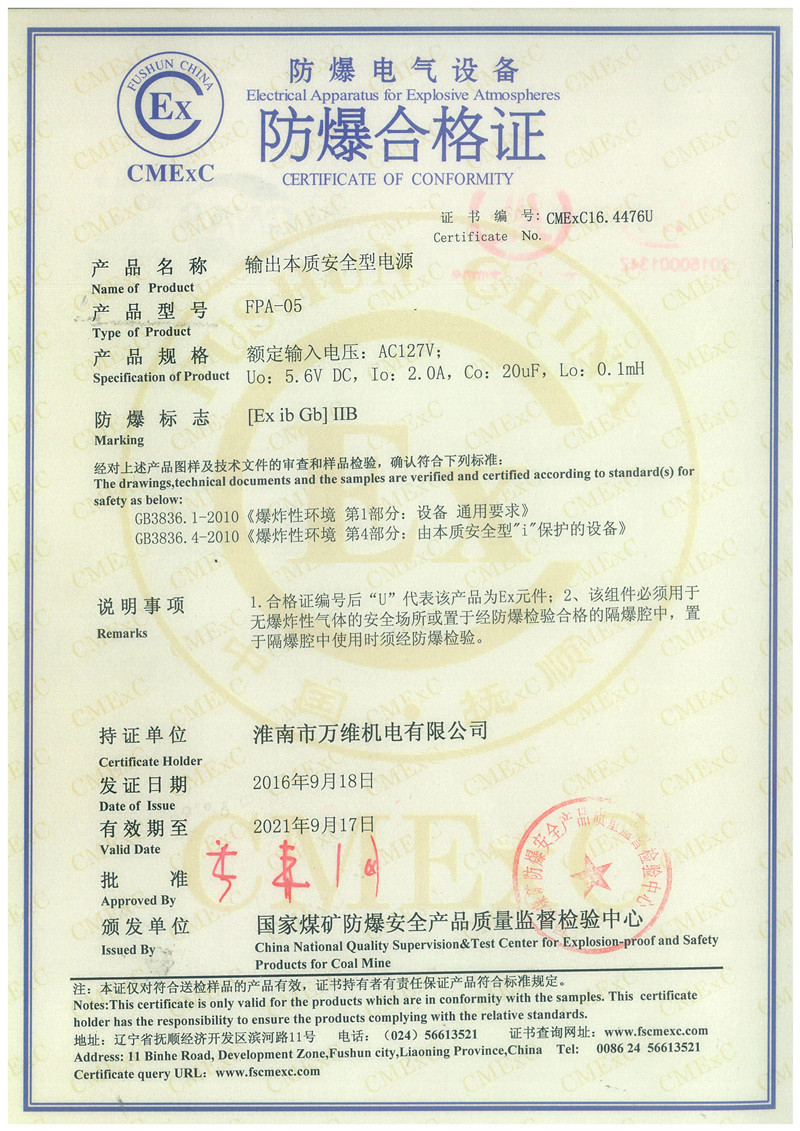 FUSHUN CHINA
Ex
CMExC
防爆电气设备
Electrical Apparatus for Explosive Atmospheres
防爆合格证
CERTIFICATE OF CONFORMITY
证书编号: CMExC16.4476U
Certificate No.
产品名称 输出本质安全型电源
Name of Product
产品型号 FPA-05
Type of Product
产品规格 额定输入电压：AC127V；
Specification of Product Uo：5.6V DC，Io：2.0A，Co：20uF，Lo：0.1mH
防爆标志 [Ex ib Gb] IIB
Marking
经对上述产品图样及技术文件的审查和样品检验，确认符合下列标准：
The drawings,technical documents and the samples are verified and certified according to standard(s) for
safety as below:
GB3836.1-2010《爆炸性环境 第1部分：设备 通用要求》
GB3836.4-2010《爆炸性环境 第4部分：由本质安全型"i"保护的设备》
说明事项 1.合格证编号后“U”代表该产品为Ex元件；2、该组件必须用于
无爆炸性气体的安全场所或置于经防爆检验合格的隔爆腔中，置
Remarks
于隔爆腔中使用时须经防爆检验。
持证单位 淮南市万维机电有限公司
Certificate Holder
发证日期 2016年9月18日
Date of Issue
有效期至 2021年9月17日
Valid Date
批准
Approved By
颁发单位 国家煤矿防爆安全产品质量监督检验中心
Issued By China National Quality Supervision&Test Center for Explosion-proof and Safety
Products for Coal Mine
注：本证仅对符合送检样品的产品有效，证书持有者有责任保证产品符合标准规定。
Notes:This certificate is only valid for the products which are in conformity with the samples. This certificate
holder has the responsibility to ensure the products complying with the relative standards.
地址：辽宁省抚顺经济开发区滨河路11号 电话：（024）56613521 证书查询网址：www.fscmexc.com
Address: 11 Binhe Road, Development Zone,Fushun city,Liaoning Province,China Tel: 0086 24 56613521
Certificate query URL：www.fscmexc.com